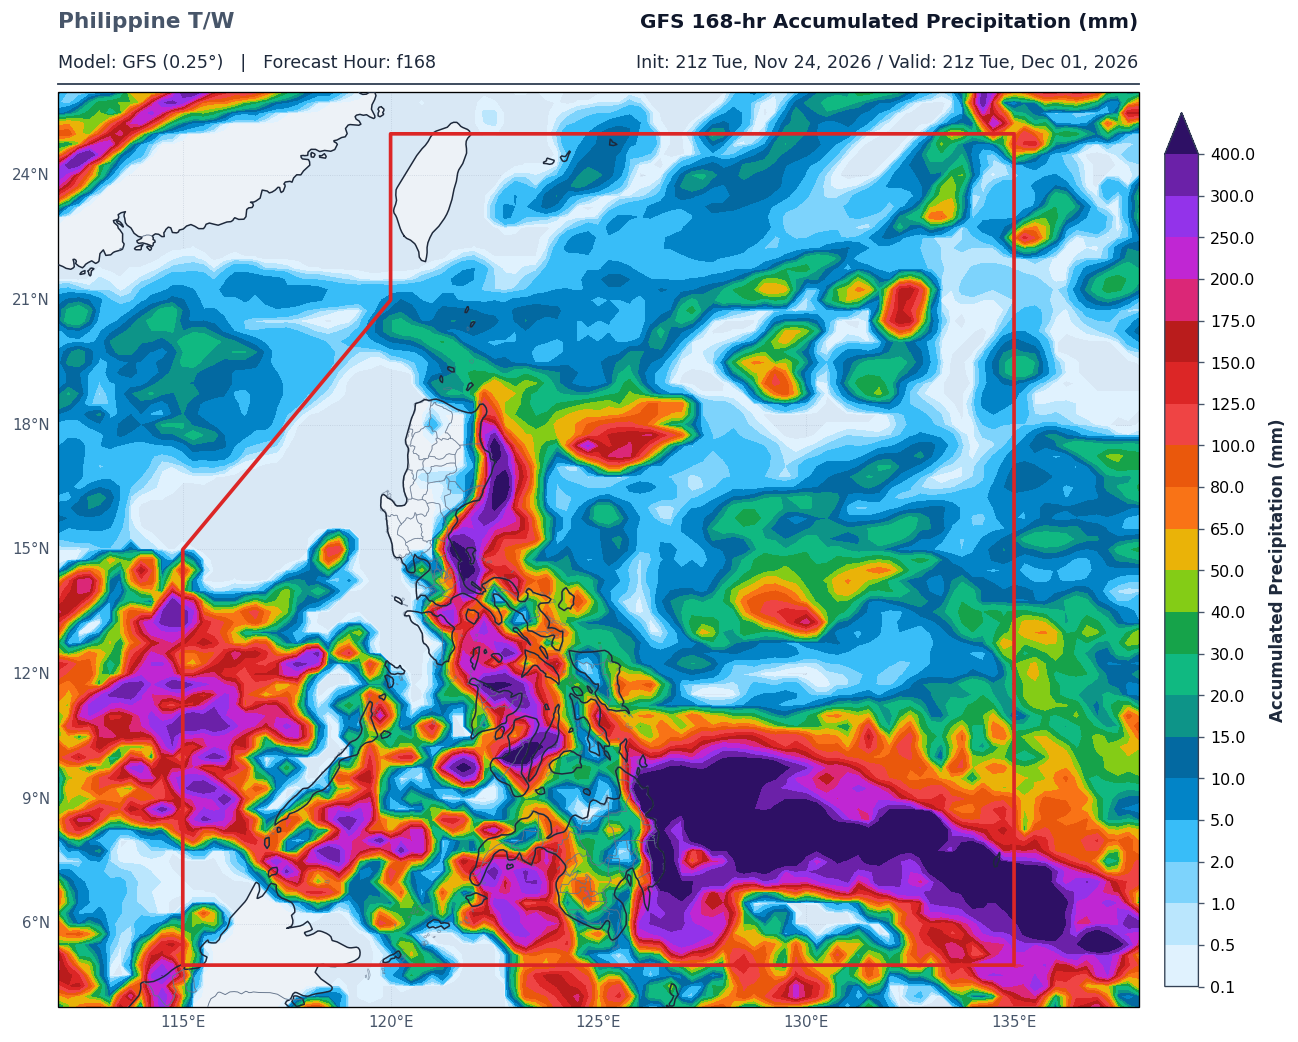 Philippine T/W
GFS 168-hr Accumulated Precipitation (mm)
Model: GFS (0.25°)   |   Forecast Hour: f168
Init: 21z Tue, Nov 24, 2026 / Valid: 21z Tue, Dec 01, 2026
24°N
21°N
18°N
15°N
12°N
9°N
6°N
115°E
120°E
125°E
130°E
135°E
400.0
300.0
250.0
200.0
175.0
150.0
125.0
100.0
80.0
65.0
50.0
40.0
30.0
20.0
15.0
10.0
5.0
2.0
1.0
0.5
0.1
Accumulated Precipitation (mm)